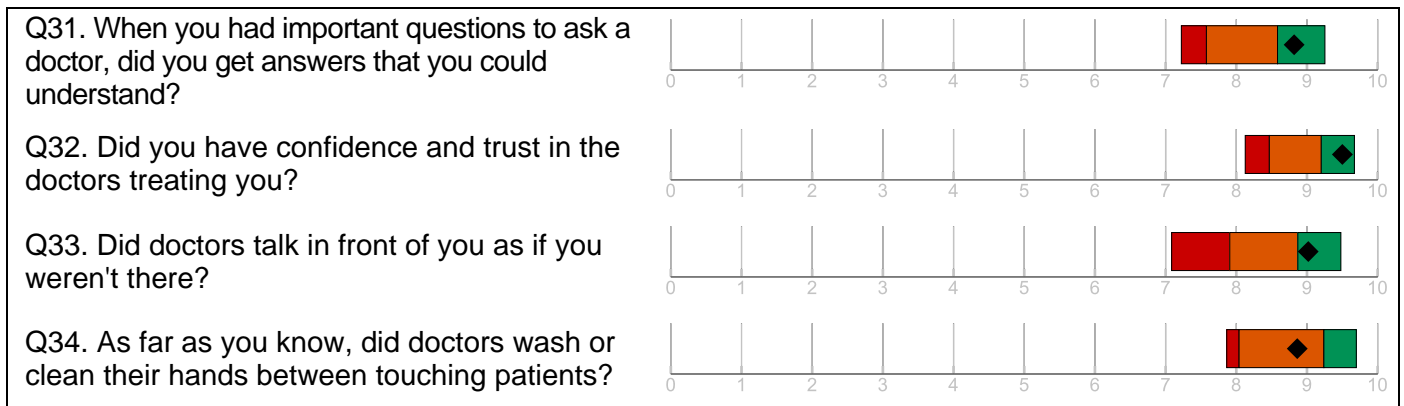 Q31. When you had important questions to ask a
doctor, did you get answers that you could
understand?
0 1 2 3 4 5 6 7 8 9 10
Q32. Did you have confidence and trust in the
doctors treating you?
0 1 2 3 4 5 6 7 8 9 10
Q33. Did doctors talk in front of you as if you
weren't there?
0 1 2 3 4 5 6 7 8 9 10
Q34. As far as you know, did doctors wash or
clean their hands between touching patients?
0 1 2 3 4 5 6 7 8 9 10